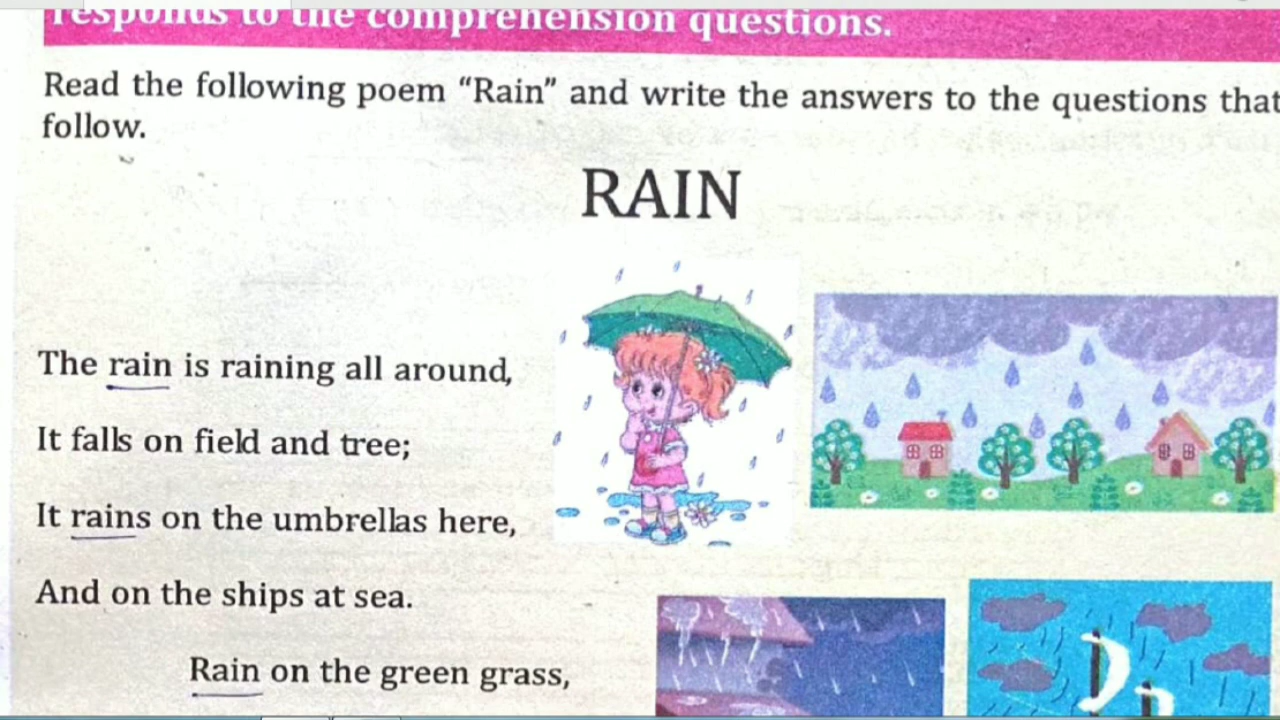 responds to the comprehension questions.
Read the following poem “Rain” and write the answers to the questions that
follow.
RAIN
The rain is raining all around,
It falls on field and tree;
It rains on the umbrellas here,
And on the ships at sea.
Rain on the green grass,